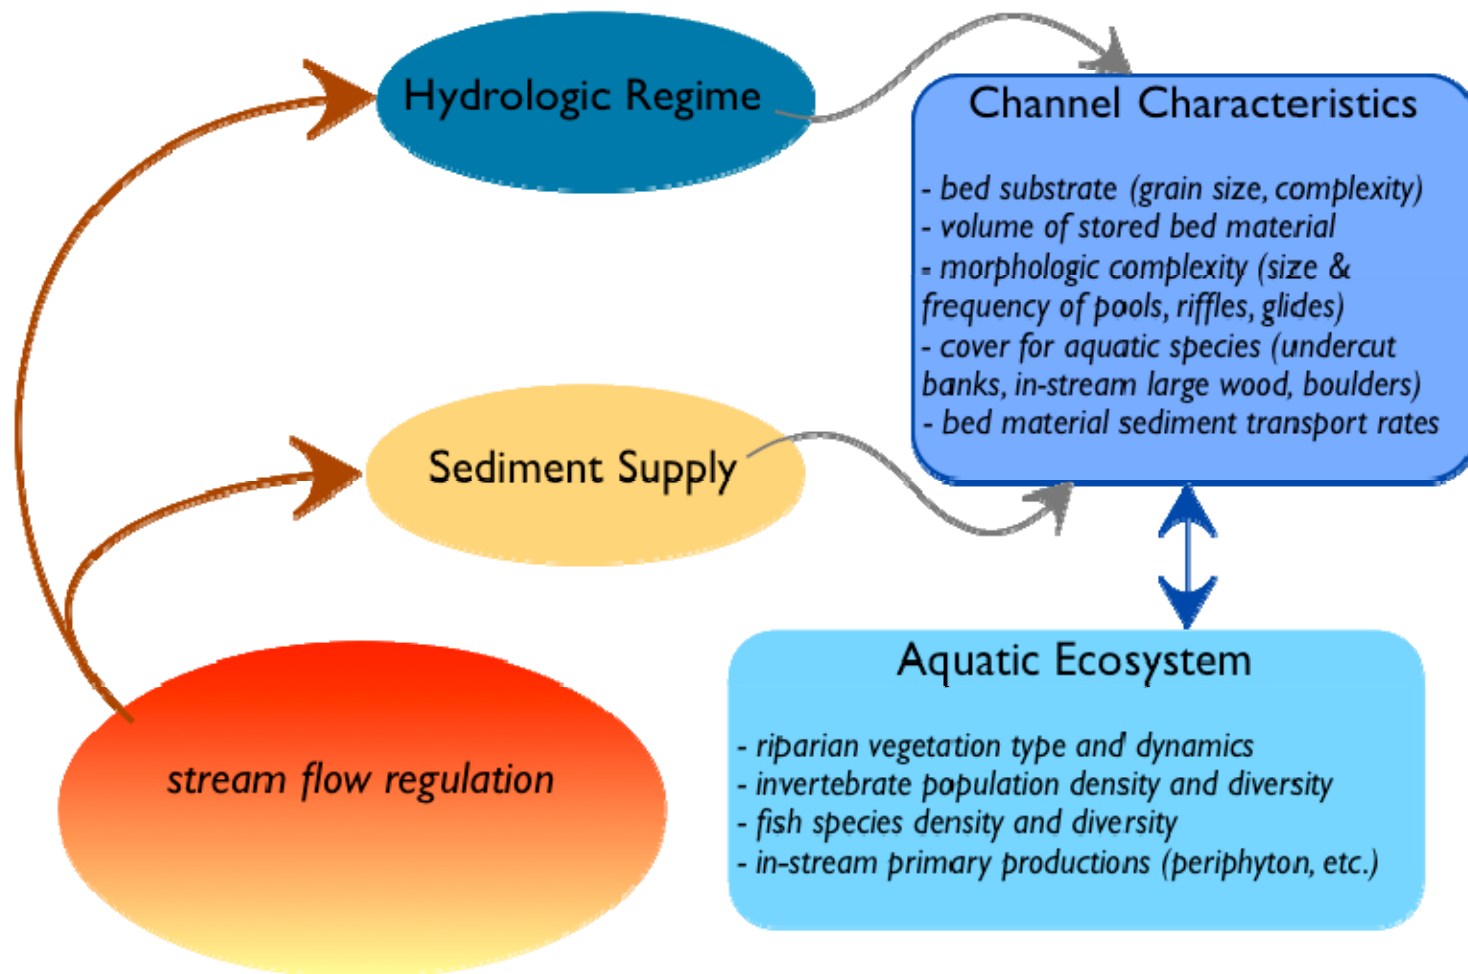 Hydrologic Regime
Channel Characteristics
- bed substrate (grain size, complexity)
- volume of stored bed material
- morphologic complexity (size &
frequency of pools, riffles, glides)
- cover for aquatic species (undercut
banks, in-stream large wood, boulders)
- bed material sediment transport rates
Sediment Supply
stream flow regulation
Aquatic Ecosystem
- riparian vegetation type and dynamics
- invertebrate population density and diversity
- fish species density and diversity
- in-stream primary productions (periphyton, etc.)